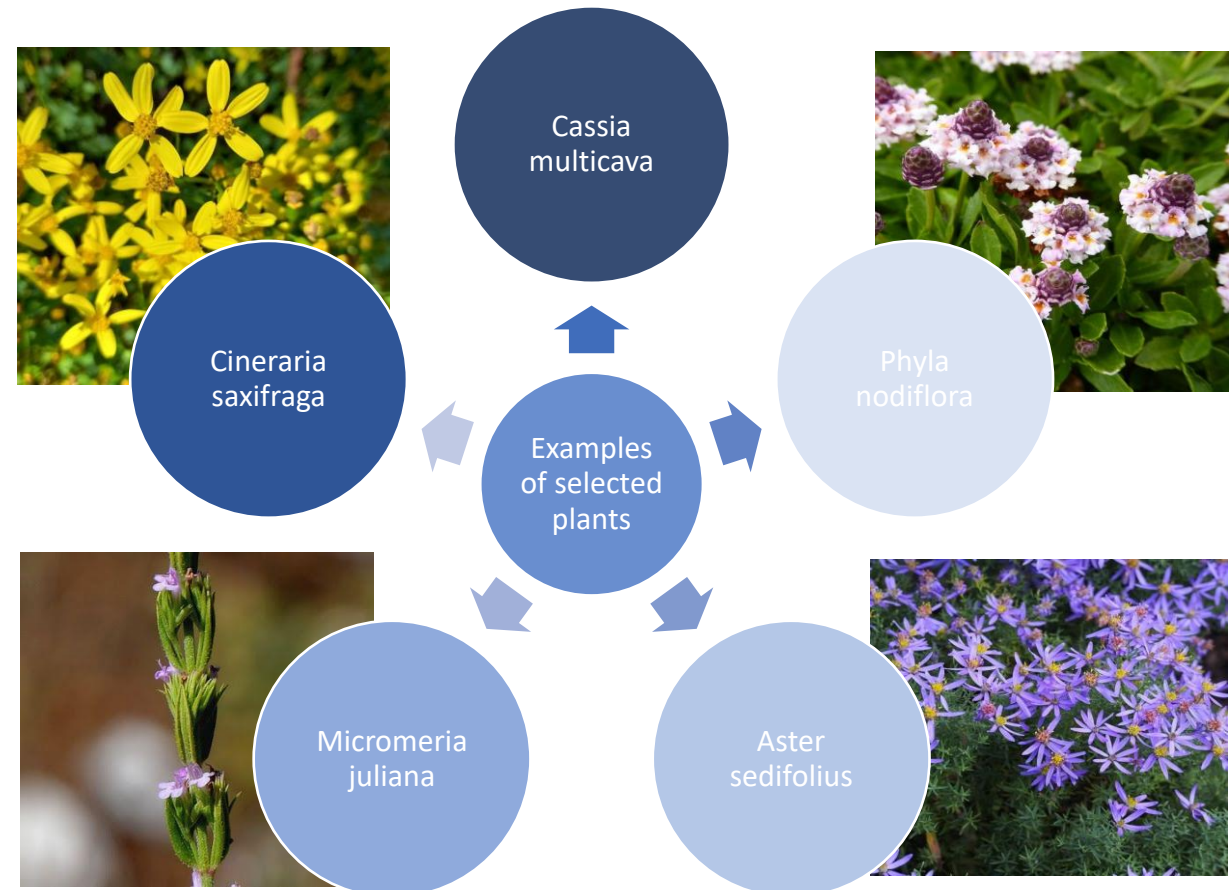 Cassia
multicava
Phyla
nodiflora
Aster
sedifolius
Micromeria
juliana
Cineraria
saxifraga
Examples
of selected
plants